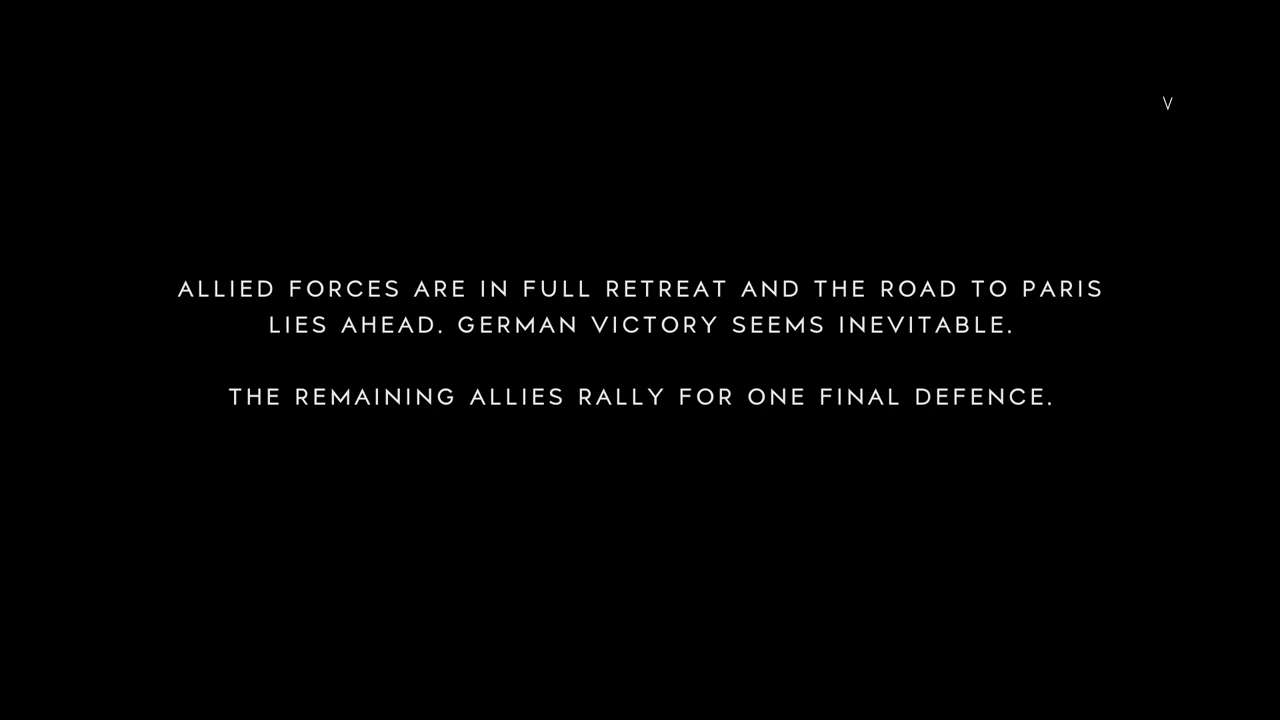 V
ALLIED FORCES ARE IN FULL RETREAT AND THE ROAD TO PARIS
LIES AHEAD. GERMAN VICTORY SEEMS INEVITABLE.
THE REMAINING ALLIES RALLY FOR ONE FINAL DEFENCE.